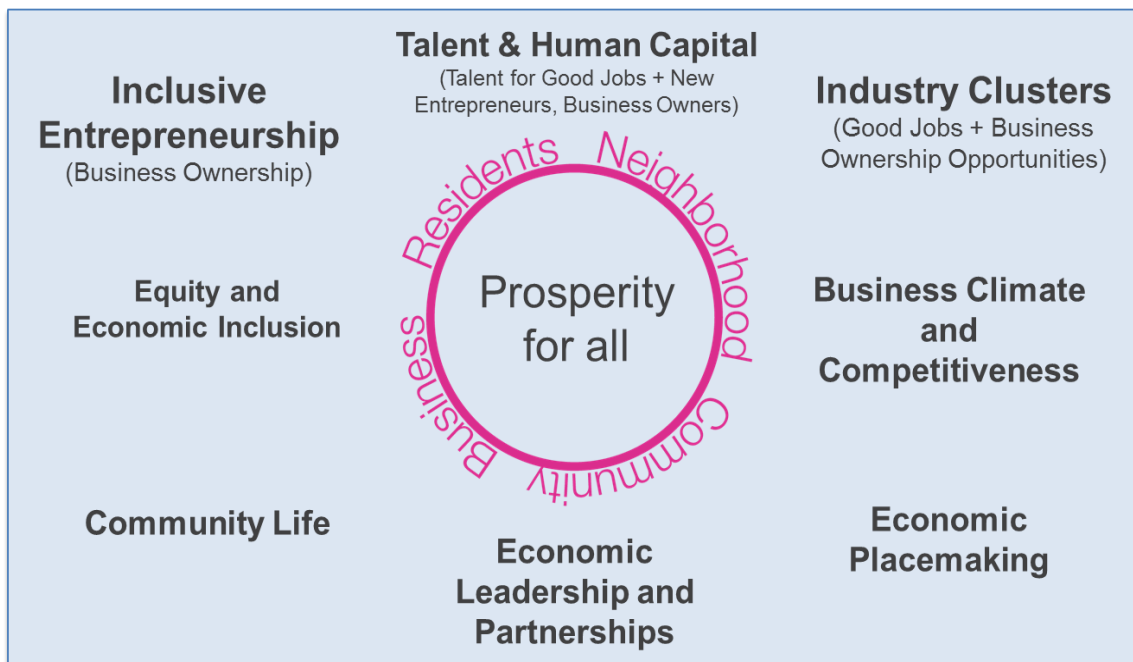 Talent & Human Capital
(Talent for Good Jobs + New
Entrepreneurs, Business Owners)
Inclusive
Entrepreneurship
(Business Ownership)
Industry Clusters
(Good Jobs + Business
Ownership Opportunities)
Residents
Neighborhood
Community
Business
Prosperity
for all
Equity and
Economic Inclusion
Business Climate
and
Competitiveness
Community Life
Economic
Leadership and
Partnerships
Economic
Placemaking